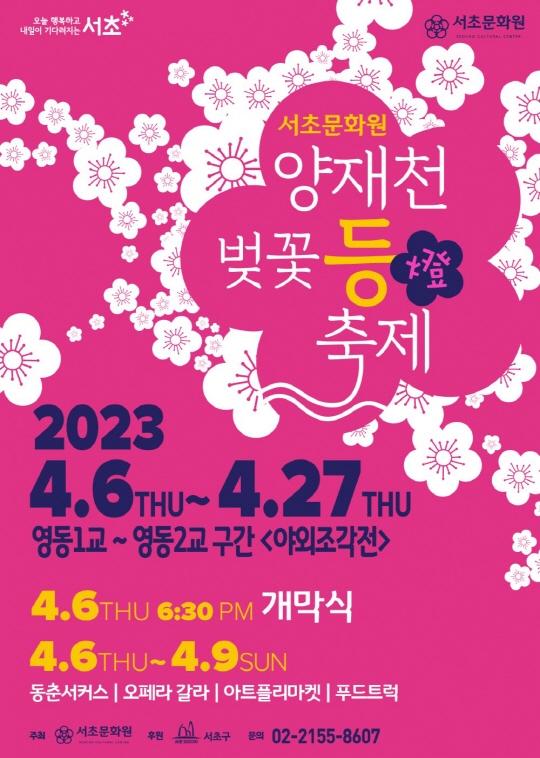 오늘 행복하고
내일이 기다려지는 서초
서초문화원
SEOCHO CULTURAL CENTER
서초문화원
양재천
벚꽃등燈
축제
2023
4.6THU~4.27THU
영동1교 ~ 영동2교 구간 <야외조각전>
4.6THU 6:30 PM 개막식
4.6THU~4.9SUN
동춘서커스 | 오페라 갈라 | 아트플리마켓 | 푸드트럭
주최 서초문화원 후원 서초구 문의 02-2155-8607